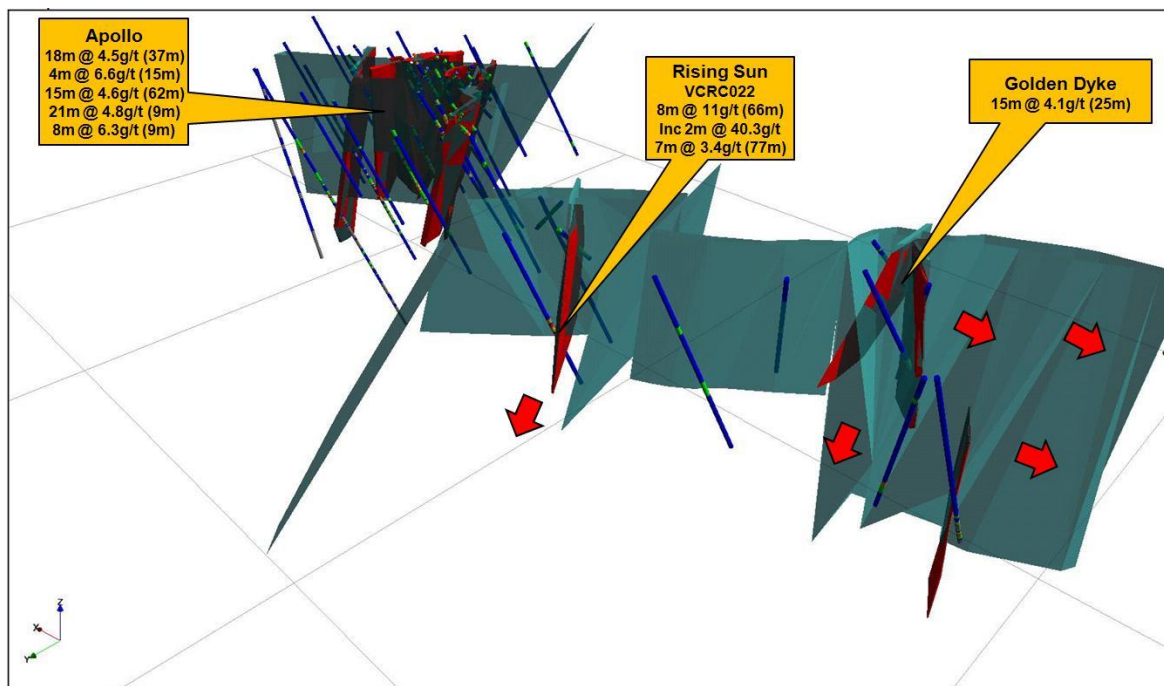 Apollo
18m @ 4.5g/t (37m)
4m @ 6.6g/t (15m)
15m @ 4.6g/t (62m)
21m @ 4.8g/t (9m)
8m @ 6.3g/t (9m)
Rising Sun
VCRC022
8m @ 11g/t (66m)
Inc 2m @ 40.3g/t
7m @ 3.4g/t (77m)
Golden Dyke
15m @ 4.1g/t (25m)
Z
X
Y